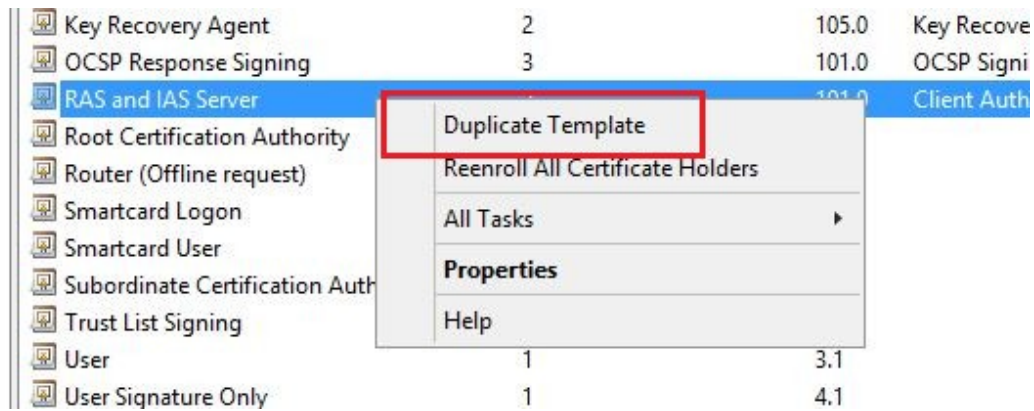 Key Recovery Agent 2 105.0 Key Recove
OCSP Response Signing 3 101.0 OCSP Signi
RAS and IAS Server 101.0 Client Auth
Duplicate Template
Root Certification Authority
Reenroll All Certificate Holders
Router (Offline request)
Smartcard Logon
All Tasks
Smartcard User
Properties
Subordinate Certification Auth
Trust List Signing
Help
User 1 3.1
User Signature Only 1 4.1